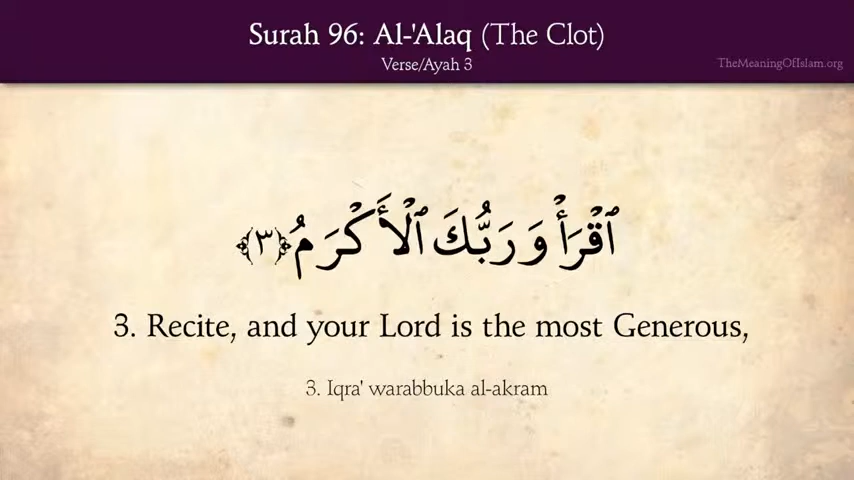 Surah 96: Al-'Alaq (The Clot)
Verse/Ayah 3
TheMeaningOfIslam.org
ٱقْرَأْ وَرَبُّكَ ٱلْأَكْرَمُ ﴿٣﴾
3. Recite, and your Lord is the most Generous,
3. Iqra' warabbuka al-akram